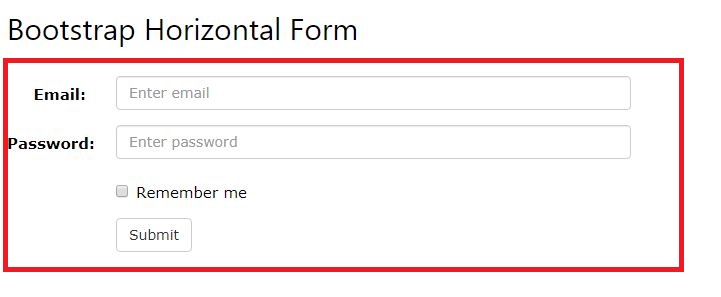 Bootstrap Horizontal Form
Email: Enter email
Password: Enter password
Remember me
Submit